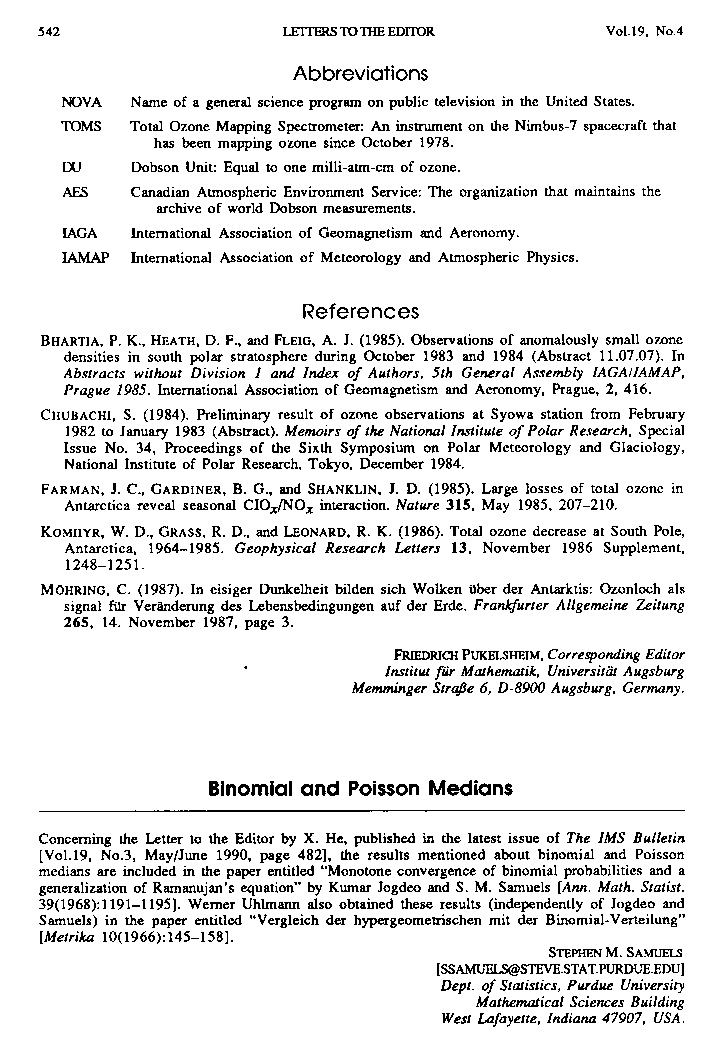 542 LETTERS TO THE EDITOR Vol.19, No.4
Abbreviations
NOVA Name of a general science program on public television in the United States.
TOMS Total Ozone Mapping Spectrometer: An instrument on the Nimbus-7 spacecraft that
has been mapping ozone since October 1978.
DU Dobson Unit: Equal to one milli-atm-cm of ozone.
AES Canadian Atmospheric Environment Service: The organization that maintains the
archive of world Dobson measurements.
IAGA International Association of Geomagnetism and Aeronomy.
IAMAP International Association of Meteorology and Atmospheric Physics.
References
BHARTIA, P. K., HEATH, D. F., and FLEIG, A. J. (1985). Observations of anomalously small ozone
densities in south polar stratosphere during October 1983 and 1984 (Abstract 11.07.07). In
Abstracts without Division 1 and Index of Authors, 5th General Assembly IAGA/IAMAP,
Prague 1985. International Association of Geomagnetism and Aeronomy, Prague, 2, 416.
CHUBACHI, S. (1984). Preliminary result of ozone observations at Syowa station from February
1982 to January 1983 (Abstract). Memoirs of the National Institute of Polar Research, Special
Issue No. 34, Proceedings of the Sixth Symposium on Polar Meteorology and Glaciology,
National Institute of Polar Research, Tokyo, December 1984.
FARMAN, J. C., GARDINER, B. G., and SHANKLIN, J. D. (1985). Large losses of total ozone in
Antarctica reveal seasonal ClOx/NOx interaction. Nature 315, May 1985, 207–210.
KOMHYR, W. D., GRASS, R. D., and LEONARD, R. K. (1986). Total ozone decrease at South Pole,
Antarctica, 1964–1985. Geophysical Research Letters 13, November 1986 Supplement,
1248–1251.
MÖHRING, C. (1987). In eisiger Dunkelheit bilden sich Wolken über der Antarktis: Ozonloch als
signal für Veränderung des Lebensbedingungen auf der Erde. Frankfurter Allgemeine Zeitung
265, 14. November 1987, page 3.
FRIEDRICH PUKELSHEIM, Corresponding Editor
Institut für Mathematik, Universität Augsburg
Memminger Straße 6, D-8900 Augsburg, Germany.
Binomial and Poisson Medians
Concerning the Letter to the Editor by X. He, published in the latest issue of The IMS Bulletin
[Vol.19, No.3, May/June 1990, page 482], the results mentioned about binomial and Poisson
medians are included in the paper entitled “Monotone convergence of binomial probabilities and a
generalization of Ramanujan's equation” by Kumar Jogdeo and S. M. Samuels [Ann. Math. Statist.
39(1968):1191–1195]. Werner Uhlmann also obtained these results (independently of Jogdeo and
Samuels) in the paper entitled “Vergleich der hypergeometrischen mit der Binomial-Verteilung”
[Metrika 10(1966):145–158].
STEPHEN M. SAMUELS
[SSAMUELS@STEVE.STAT.PURDUE.EDU]
Dept. of Statistics, Purdue University
Mathematical Sciences Building
West Lafayette, Indiana 47907, USA.